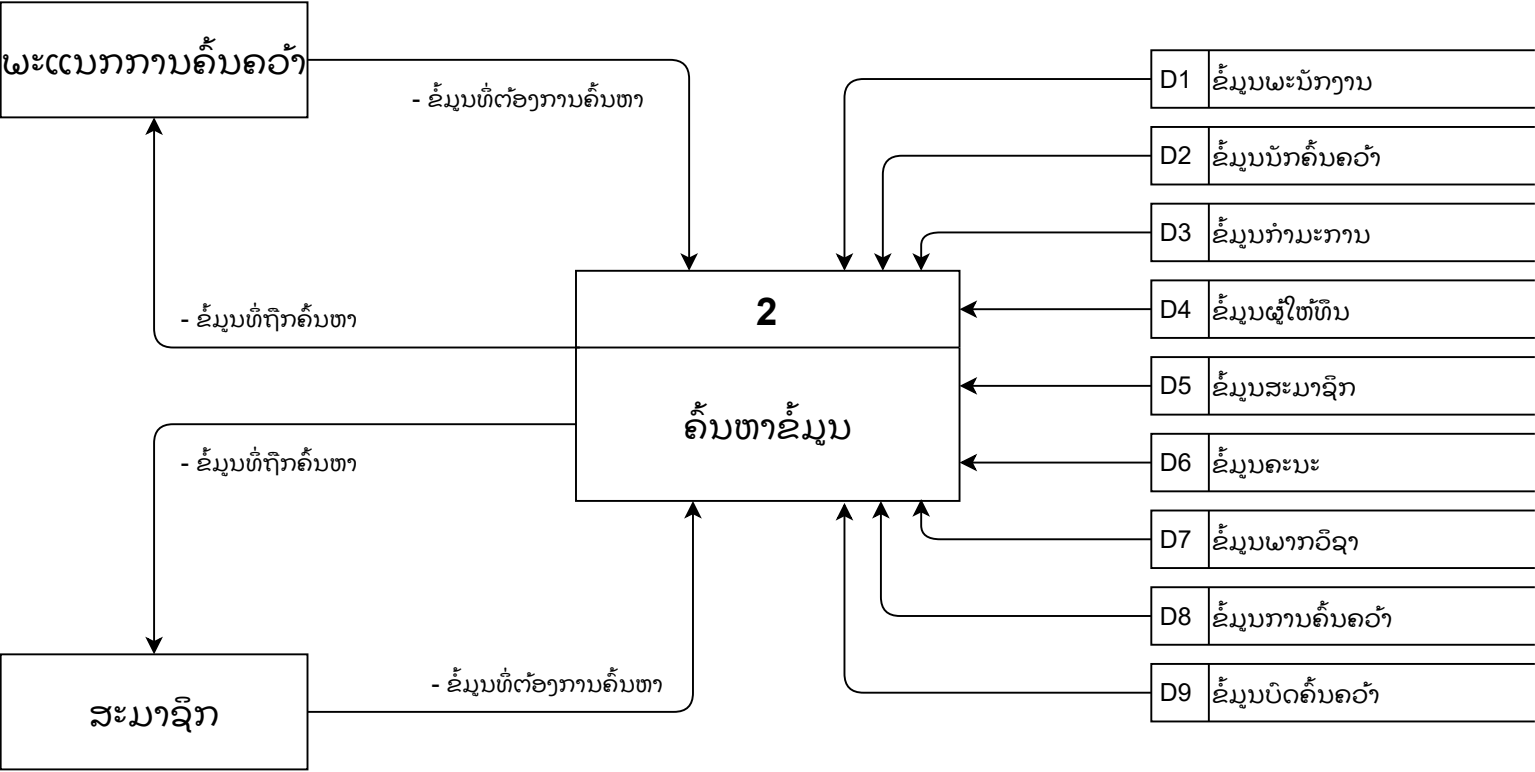 ພະແນກການຄົ້ນຄວ້າ
- ຂໍ້ມູນທີ່ຕ້ອງການຄົ້ນຫາ
D1 ຂໍ້ມູນພະນັກງານ
D2 ຂໍ້ມູນນັກຄົ້ນຄວ້າ
D3 ຂໍ້ມູນກຳມະການ
- ຂໍ້ມູນທີ່ຖືກຄົ້ນຫາ
2
D4 ຂໍ້ມູນຜູ້ໃຫ້ທຶນ
D5 ຂໍ້ມູນສະມາຊິກ
ຄົ້ນຫາຂໍ້ມູນ
- ຂໍ້ມູນທີ່ຖືກຄົ້ນຫາ
D6 ຂໍ້ມູນຄະນະ
D7 ຂໍ້ມູນພາກວິຊາ
D8 ຂໍ້ມູນການຄົ້ນຄວ້າ
- ຂໍ້ມູນທີ່ຕ້ອງການຄົ້ນຫາ
D9 ຂໍ້ມູນບົດຄົ້ນຄວ້າ
ສະມາຊິກ